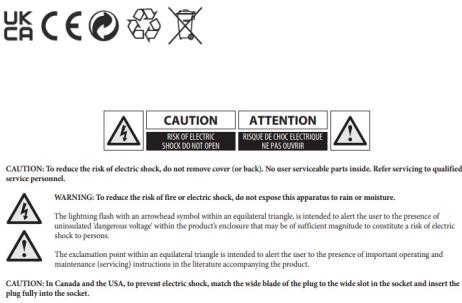 UK
CA CE
CAUTION ATTENTION
RISK OF ELECTRIC RISQUE DE CHOC ELECTRIQUE
SHOCK DO NOT OPEN NE PAS OUVRIR
CAUTION: To reduce the risk of electric shock, do not remove cover (or back). No user serviceable parts inside. Refer servicing to qualified
service personnel.
WARNING: To reduce the risk of fire or electric shock, do not expose this apparatus to rain or moisture.
The lightning flash with an arrowhead symbol within an equilateral triangle, is intended to alert the user to the presence of
uninsulated 'dangerous voltage' within the product's enclosure that may be of sufficient magnitude to constitute a risk of electric
shock to persons.
The exclamation point within an equilateral triangle is intended to alert the user to the presence of important operating and
maintenance (servicing) instructions in the literature accompanying the product.
CAUTION: In Canada and the USA, to prevent electric shock, match the wide blade of the plug to the wide slot in the socket and insert the
plug fully into the socket.